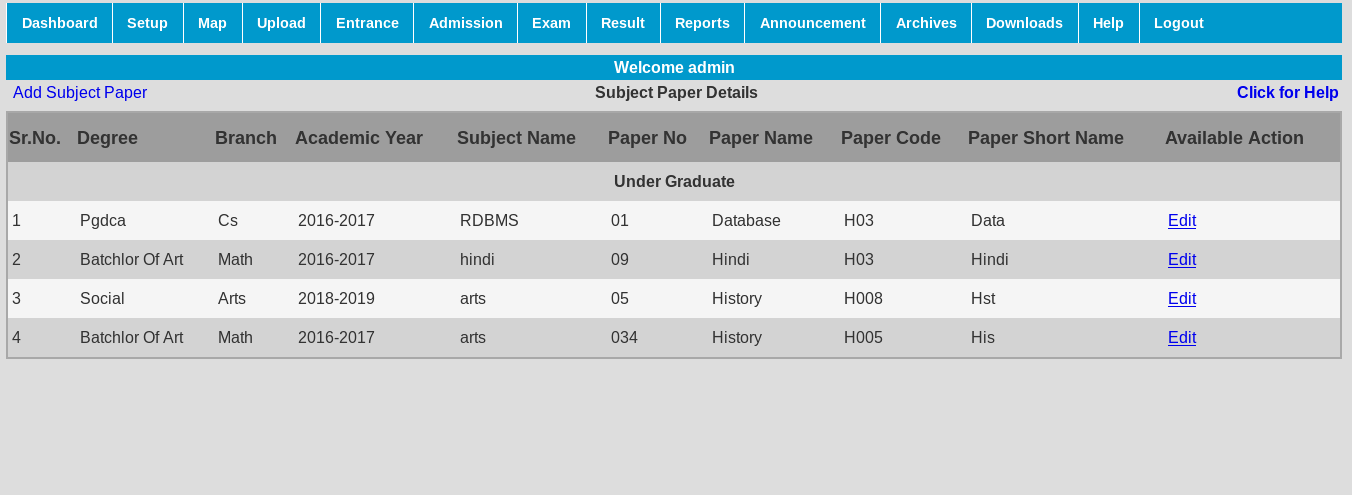 Dashboard Setup Map Upload Entrance Admission Exam Result Reports Announcement Archives Downloads Help Logout
Welcome admin
Add Subject Paper Subject Paper Details Click for Help
Sr.No. Degree Branch Academic Year Subject Name Paper No Paper Name Paper Code Paper Short Name Available Action
Under Graduate
1 Pgdca Cs 2016-2017 RDBMS 01 Database H03 Data Edit
2 Batchlor Of Art Math 2016-2017 hindi 09 Hindi H03 Hindi Edit
3 Social Arts 2018-2019 arts 05 History H008 Hst Edit
4 Batchlor Of Art Math 2016-2017 arts 034 History H005 His Edit